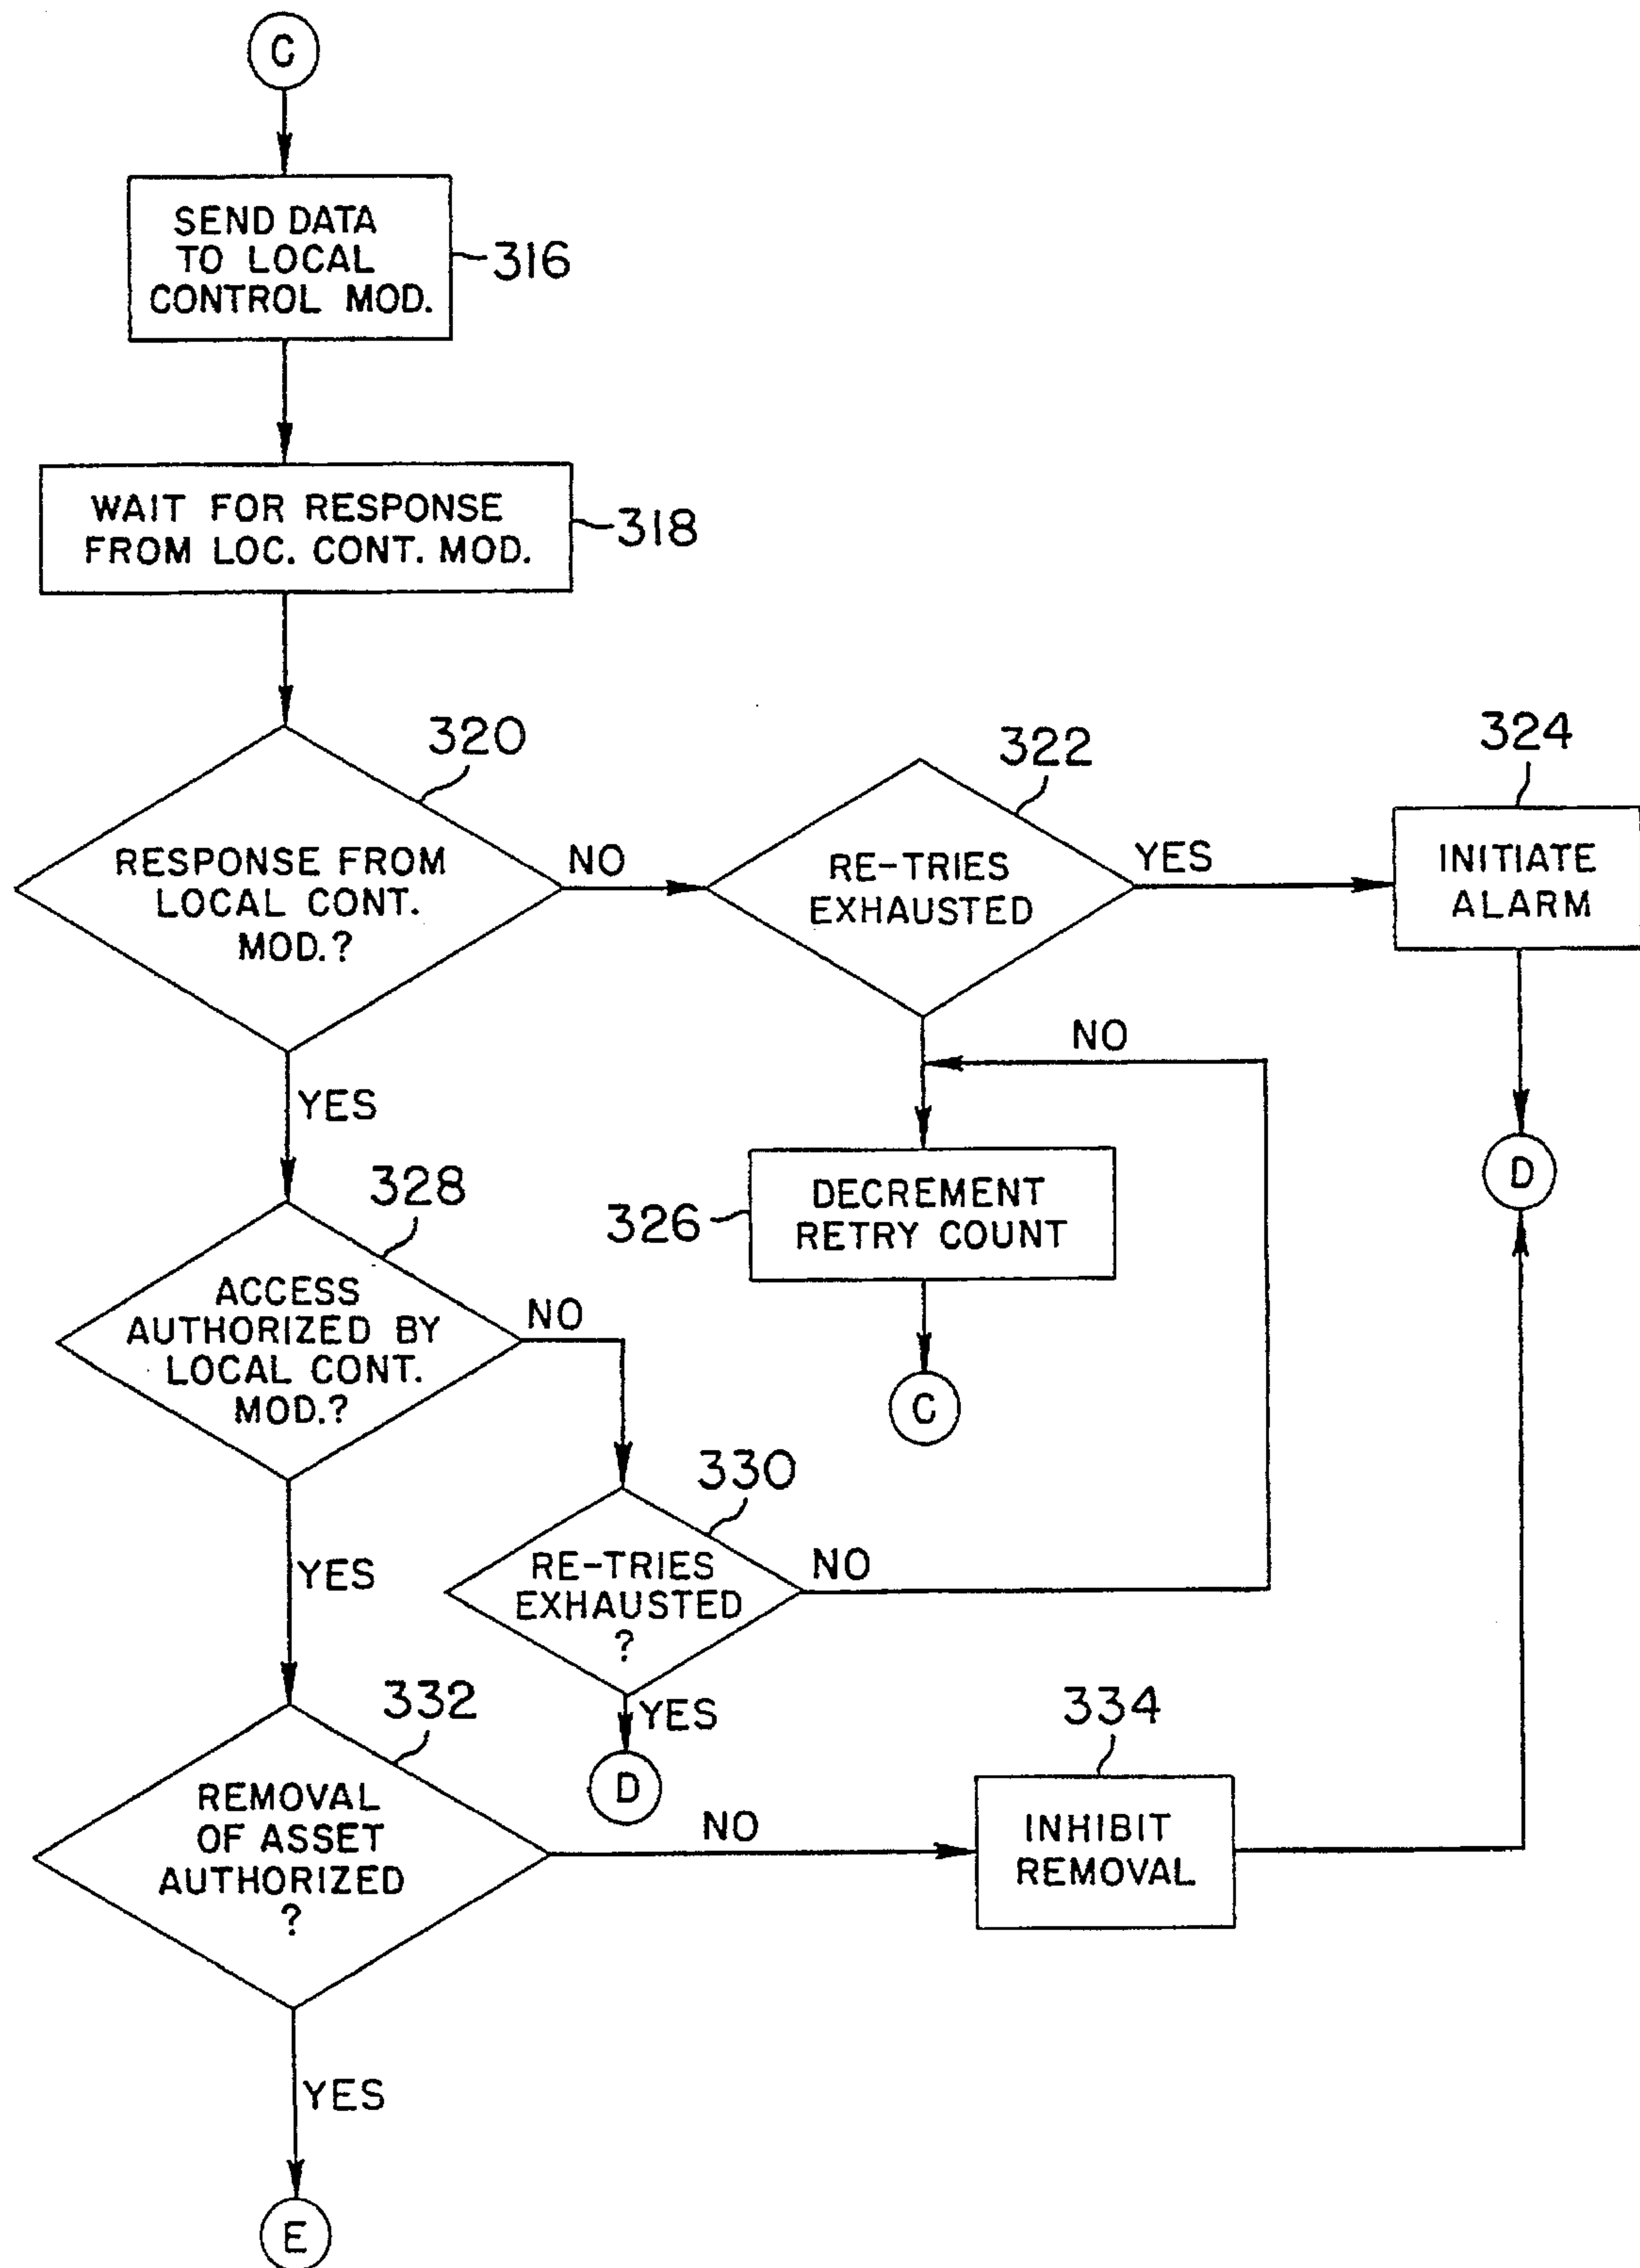 C
SEND DATA
TO LOCAL
CONTROL MOD.
316
WAIT FOR RESPONSE
FROM LOC. CONT. MOD.
318
320
RESPONSE FROM
LOCAL CONT.
MOD.?
NO
322
RE-TRIES
EXHAUSTED
YES
324
INITIATE
ALARM
D
NO
YES
326
DECREMENT
RETRY COUNT
C
328
ACCESS
AUTHORIZED BY
LOCAL CONT.
MOD.?
NO
330
RE-TRIES
EXHAUSTED
?
NO
YES
D
YES
332
REMOVAL
OF ASSET
AUTHORIZED
?
NO
334
INHIBIT
REMOVAL
YES
E